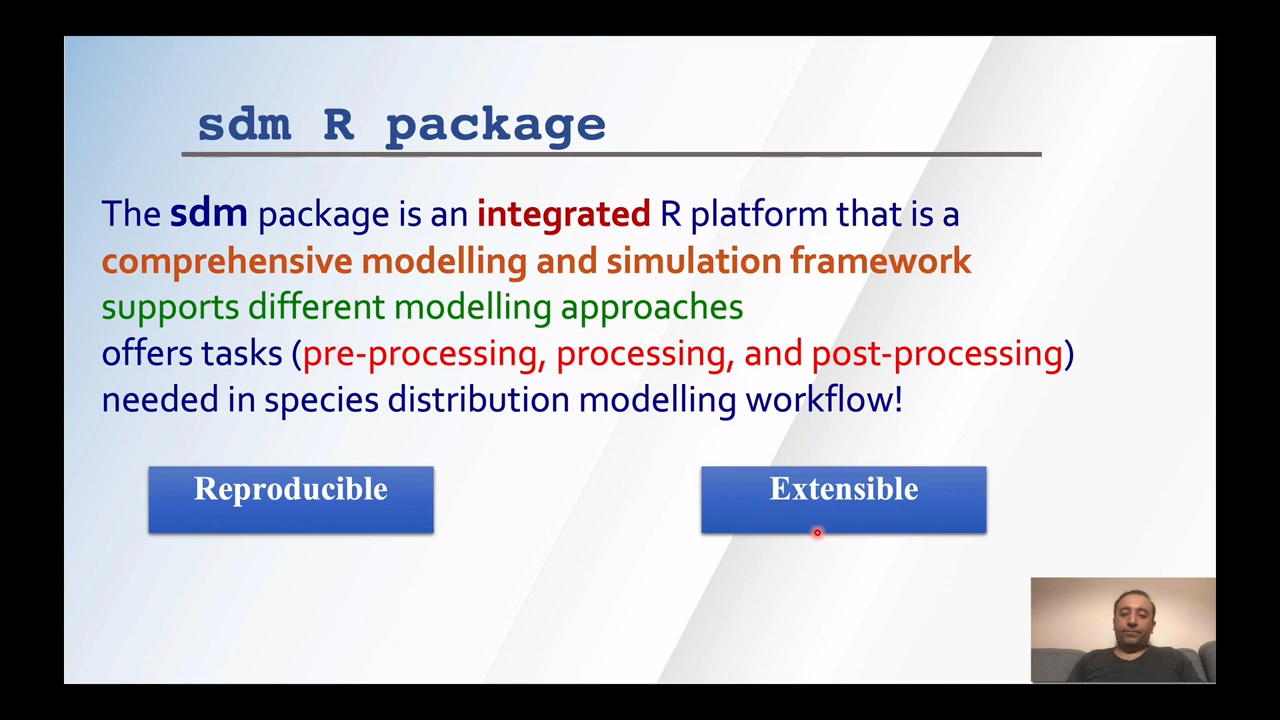 sdm R package
The sdm package is an integrated R platform that is a
comprehensive modelling and simulation framework
supports different modelling approaches
offers tasks (pre-processing, processing, and post-processing)
needed in species distribution modelling workflow!
Reproducible
Extensible